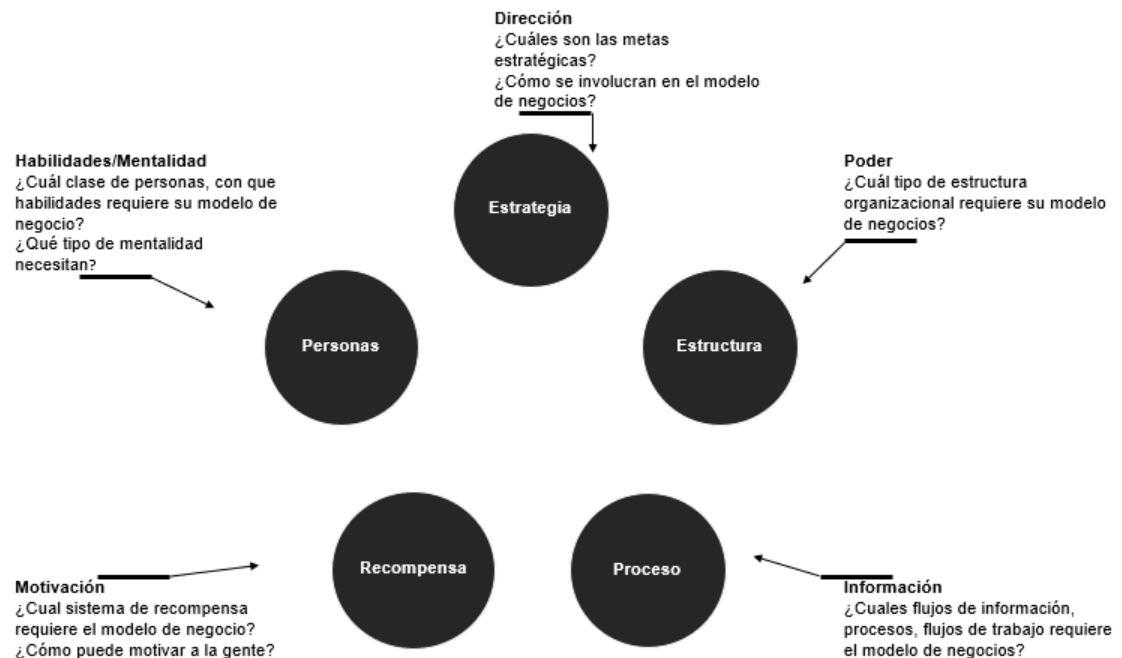 Dirección
¿Cuáles son las metas
estratégicas?
¿Cómo se involucran en el modelo
de negocios?
Estrategia
Habilidades/Mentalidad
¿Cuál clase de personas, con que
habilidades requiere su modelo de
negocio?
¿Qué tipo de mentalidad
necesitan?
Personas
Poder
¿Cuál tipo de estructura
organizacional requiere su modelo
de negocios?
Estructura
Recompensa
Proceso
Motivación
¿Cual sistema de recompensa
requiere el modelo de negocio?
¿Cómo puede motivar a la gente?
Información
¿Cuales flujos de información,
procesos, flujos de trabajo requiere
el modelo de negocios?